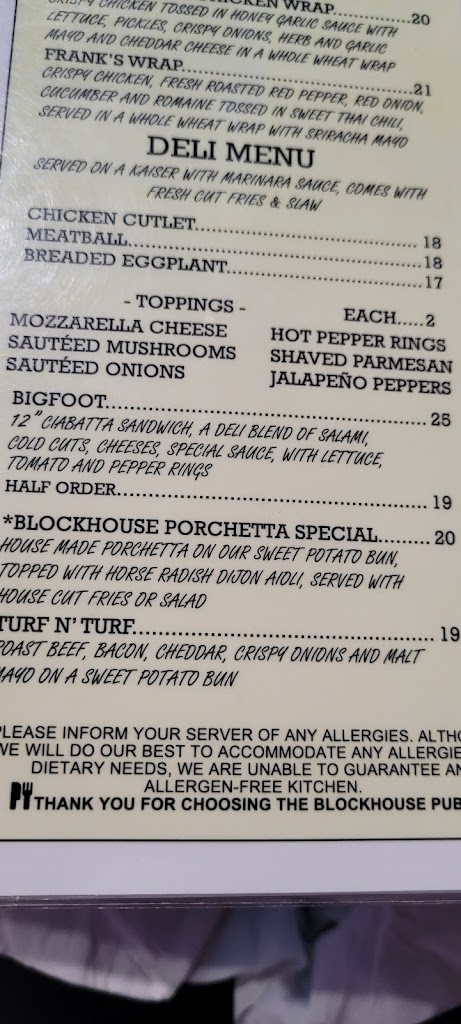 CHICKEN WRAP..............20
CRISPY CHICKEN TOSSED IN HONEY GARLIC SAUCE WITH
LETTUCE, PICKLES, CRISPY ONIONS, HERB AND GARLIC
MAYO AND CHEDDAR CHEESE IN A WHOLE WHEAT WRAP
FRANK'S WRAP.......................................21
CRISPY CHICKEN, FRESH ROASTED RED PEPPER, RED ONION,
CUCUMBER AND ROMAINE TOSSED IN SWEET THAI CHILI,
SERVED IN A WHOLE WHEAT WRAP WITH SRIRACHA MAYO
DELI MENU
SERVED ON A KAISER WITH MARINARA SAUCE, COMES WITH
FRESH CUT FRIES & SLAW
CHICKEN CUTLET....................................... 18
MEATBALL...................................................18
BREADED EGGPLANT.................................17
- TOPPINGS - EACH.....2
MOZZARELLA CHEESE HOT PEPPER RINGS
SAUTÉED MUSHROOMS SHAVED PARMESAN
SAUTÉED ONIONS JALAPEÑO PEPPERS
BIGFOOT.......................................................25
12" CIABATTA SANDWICH, A DELI BLEND OF SALAMI,
COLD CUTS, CHEESES, SPECIAL SAUCE, WITH LETTUCE,
TOMATO AND PEPPER RINGS
HALF ORDER..................................................... 19
*BLOCKHOUSE PORCHETTA SPECIAL......... 20
HOUSE MADE PORCHETTA ON OUR SWEET POTATO BUN,
TOPPED WITH HORSE RADISH DIJON AIOLI, SERVED WITH
HOUSE CUT FRIES OR SALAD
TURF N' TURF..................................................... 19
ROAST BEEF, BACON, CHEDDAR, CRISPY ONIONS AND MALT
MAYO ON A SWEET POTATO BUN
PLEASE INFORM YOUR SERVER OF ANY ALLERGIES. ALTHO
WE WILL DO OUR BEST TO ACCOMMODATE ANY ALLERGIE
DIETARY NEEDS, WE ARE UNABLE TO GUARANTEE AN
ALLERGEN-FREE KITCHEN.
THANK YOU FOR CHOOSING THE BLOCKHOUSE PUB